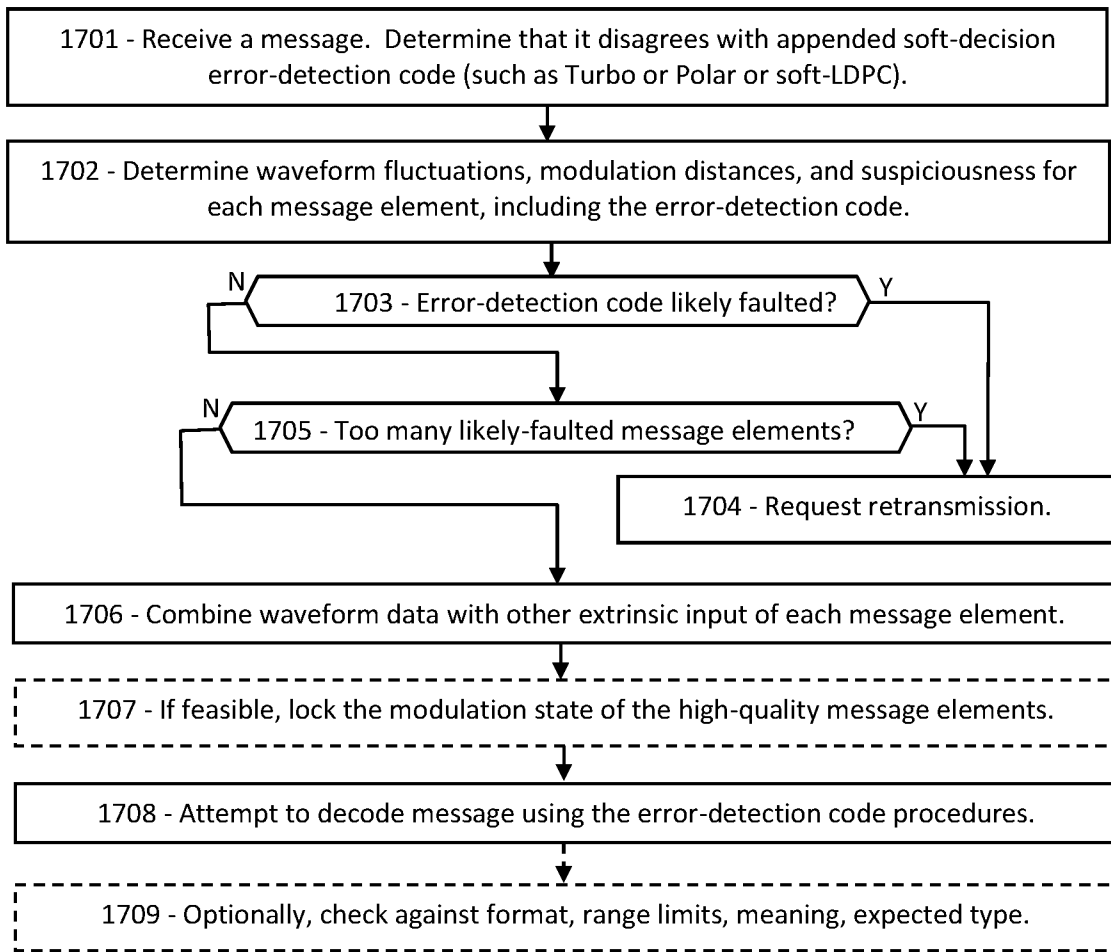 1701 - Receive a message.  Determine that it disagrees with appended soft-decision
error-detection code (such as Turbo or Polar or soft-LDPC).
1702 - Determine waveform fluctuations, modulation distances, and suspiciousness for
each message element, including the error-detection code.
N
1703 - Error-detection code likely faulted?
Y
N
1705 - Too many likely-faulted message elements?
Y
1704 - Request retransmission.
1706 - Combine waveform data with other extrinsic input of each message element.
1707 - If feasible, lock the modulation state of the high-quality message elements.
1708 - Attempt to decode message using the error-detection code procedures.
1709 - Optionally, check against format, range limits, meaning, expected type.